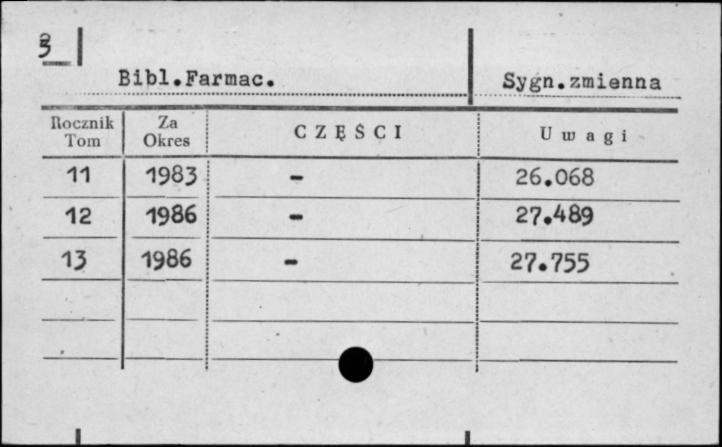 3
Bibl.Farmac. Sygn.zmienna
Rocznik Tom Za Okres CZĘŚCI Uwagi
11 1983 - 26.068
12 1986 - 27.489
13 1986 - 27.755